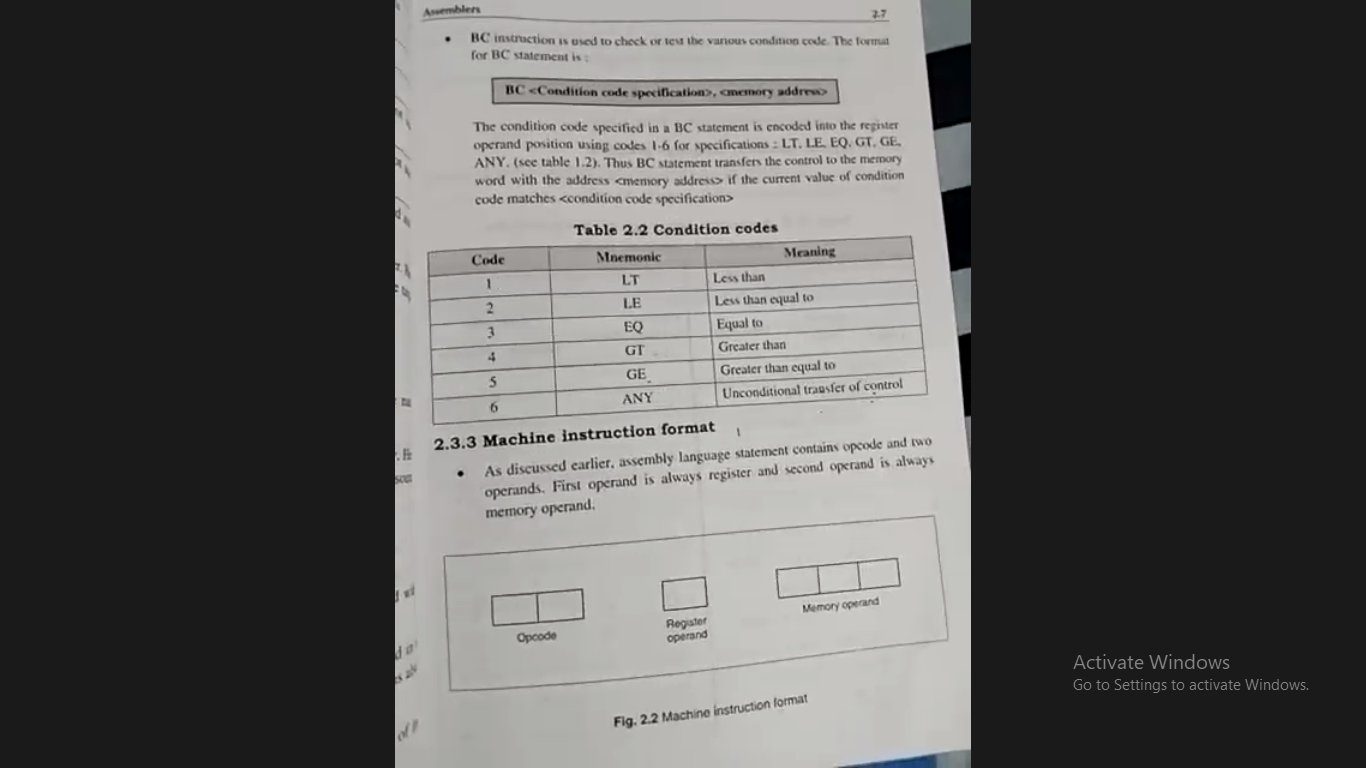 Assemblers 2.7
• BC instruction is used to check or test the various condition code. The format
for BC statement is :
BC <Condition code specification>, <memory address>
The condition code specified in a BC statement is encoded into the register
operand position using codes 1-6 for specifications : LT, LE, EQ, GT, GE,
ANY. (see table 1.2). Thus BC statement transfers the control to the memory
word with the address <memory address> if the current value of condition
code matches <condition code specification>
Table 2.2 Condition codes
Code Mnemonic Meaning
1 LT Less than
2 LE Less than equal to
3 EQ Equal to
4 GT Greater than
5 GE Greater than equal to
6 ANY Unconditional transfer of control
2.3.3 Machine instruction format
• As discussed earlier, assembly language statement contains opcode and two
operands. First operand is always register and second operand is always
memory operand.
Opcode
Register
operand
Memory operand
Fig. 2.2 Machine instruction format
Activate Windows
Go to Settings to activate Windows.